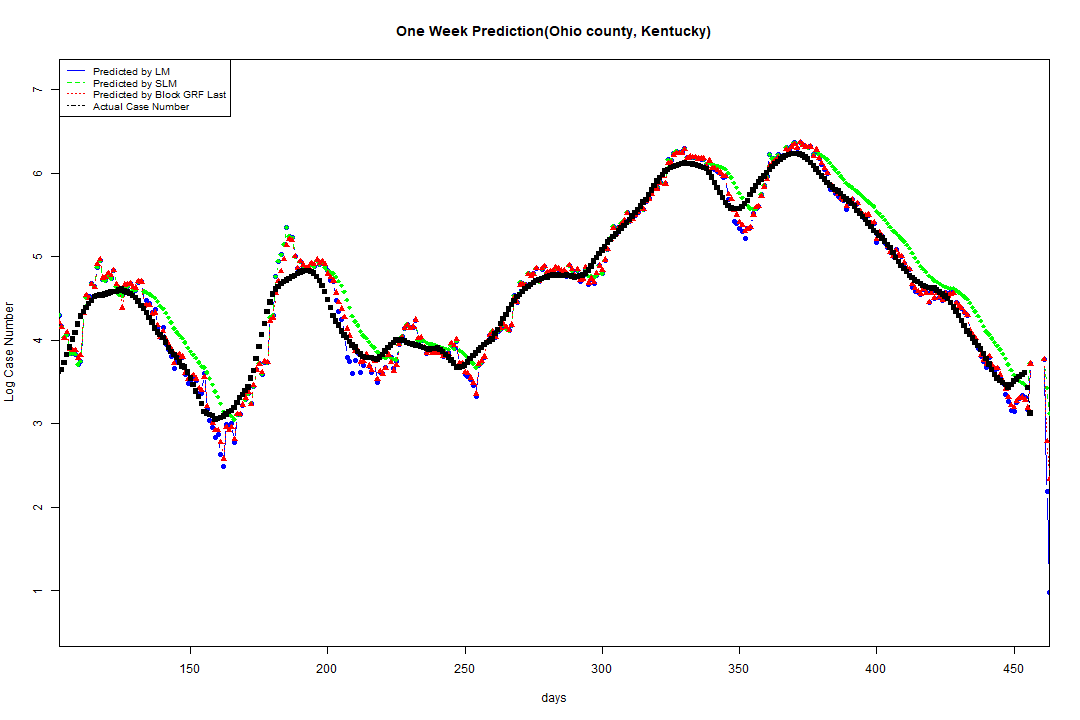 One Week Prediction(Ohio county, Kentucky)
Predicted by LM
Predicted by SLM
Predicted by Block GRF Last
Actual Case Number
7
6
5
4
3
2
1
Log Case Number
150 200 250 300 350 400 450
days